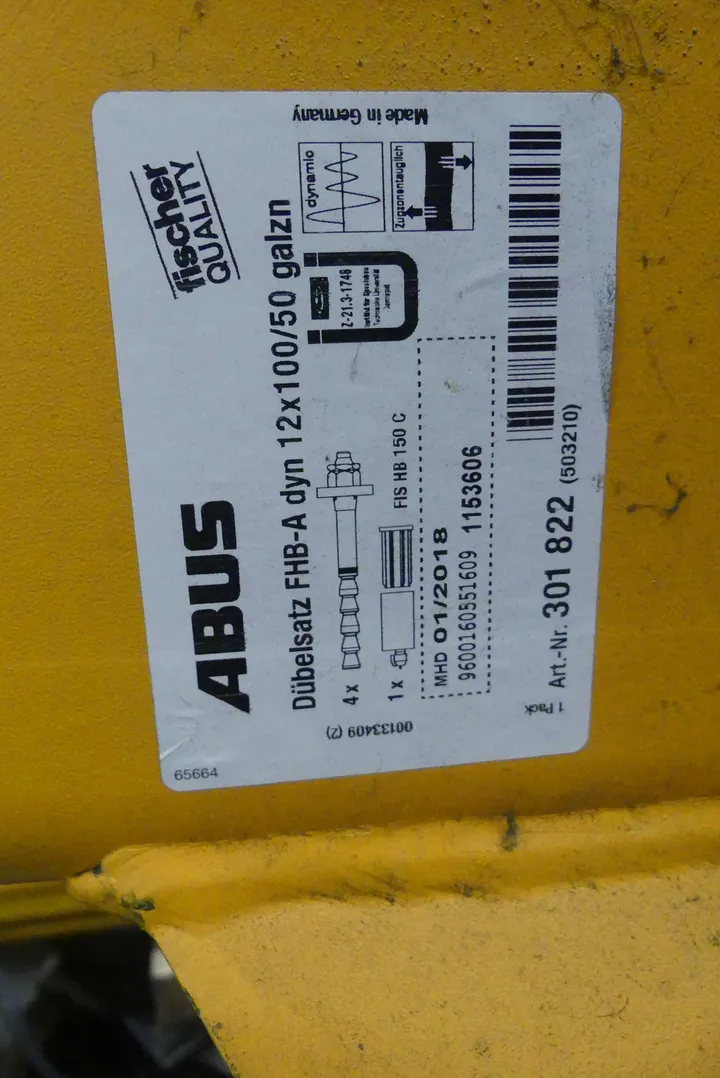 ABUS
fischer
QUALITY
Dübelsatz FHB-A dyn 12x100/50 galzn
4 x
1 x
FIS HB 150 C
Z-21.3-1748
dynamic
Zugzonentauglich
Made in Germany
MHD 01/2018
9600160551609 1153606
1 Pack
Art.-Nr. 301 822 (503210)
00133409 (2)
65664